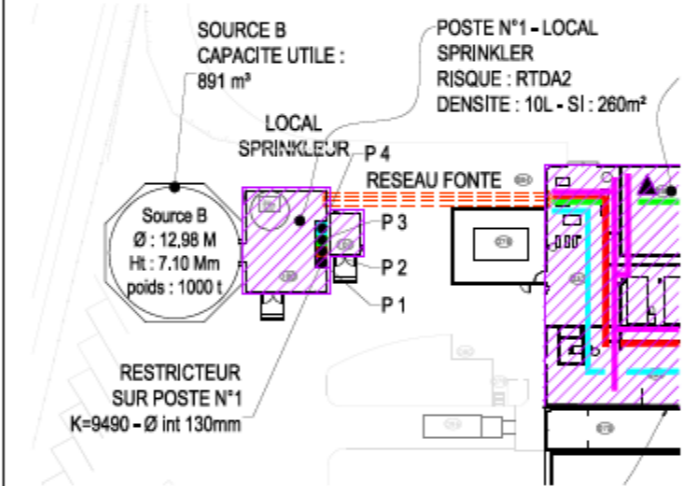 SOURCE B
CAPACITE UTILE :
891 m³
POSTE N°1 - LOCAL
SPRINKLER
RISQUE : RTDA2
DENSITE : 10L - SI : 260m²
LOCAL
SPRINKLEUR
P 4
RESEAU FONTE
P 3
P 2
P 1
Source B
Ø : 12,98 M
Ht : 7.10 Mm
poids : 1000 t
RESTRICTEUR
SUR POSTE N°1
K=9490 - Ø int 130mm